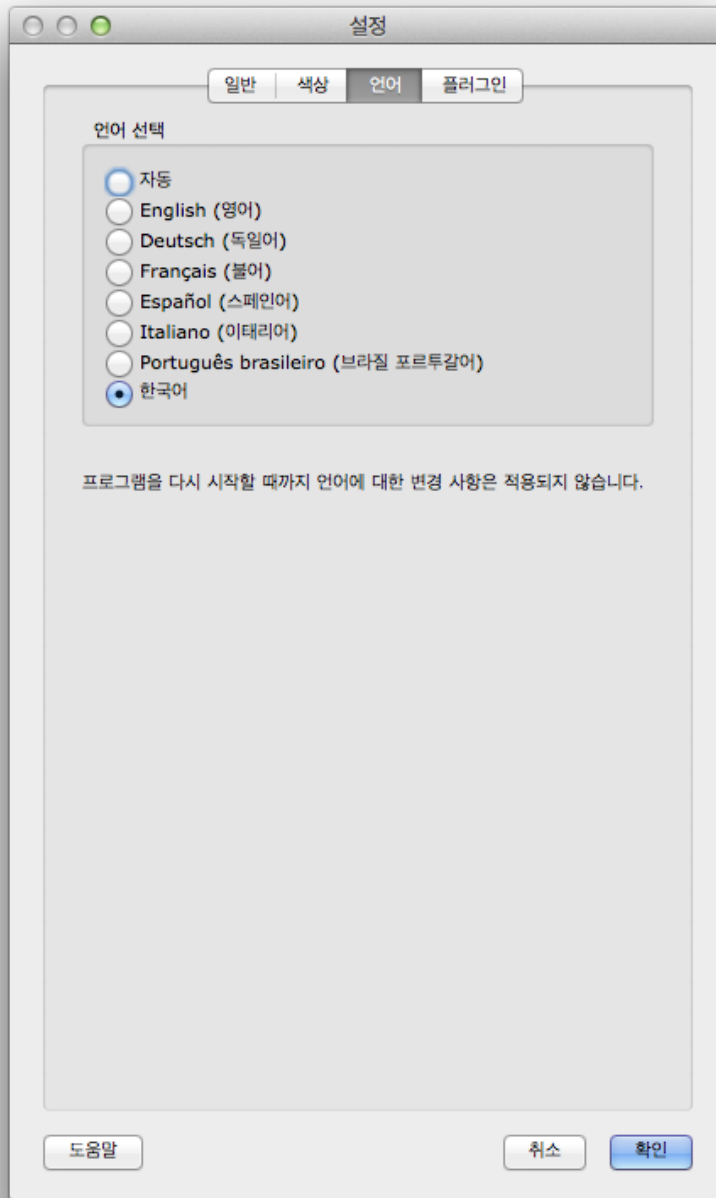 설정
일반 색상 언어 플러그인
언어 선택
자동
English (영어)
Deutsch (독일어)
Français (불어)
Español (스페인어)
Italiano (이태리어)
Português brasileiro (브라질 포르투갈어)
한국어
프로그램을 다시 시작할 때까지 언어에 대한 변경 사항은 적용되지 않습니다.
도움말 취소 확인